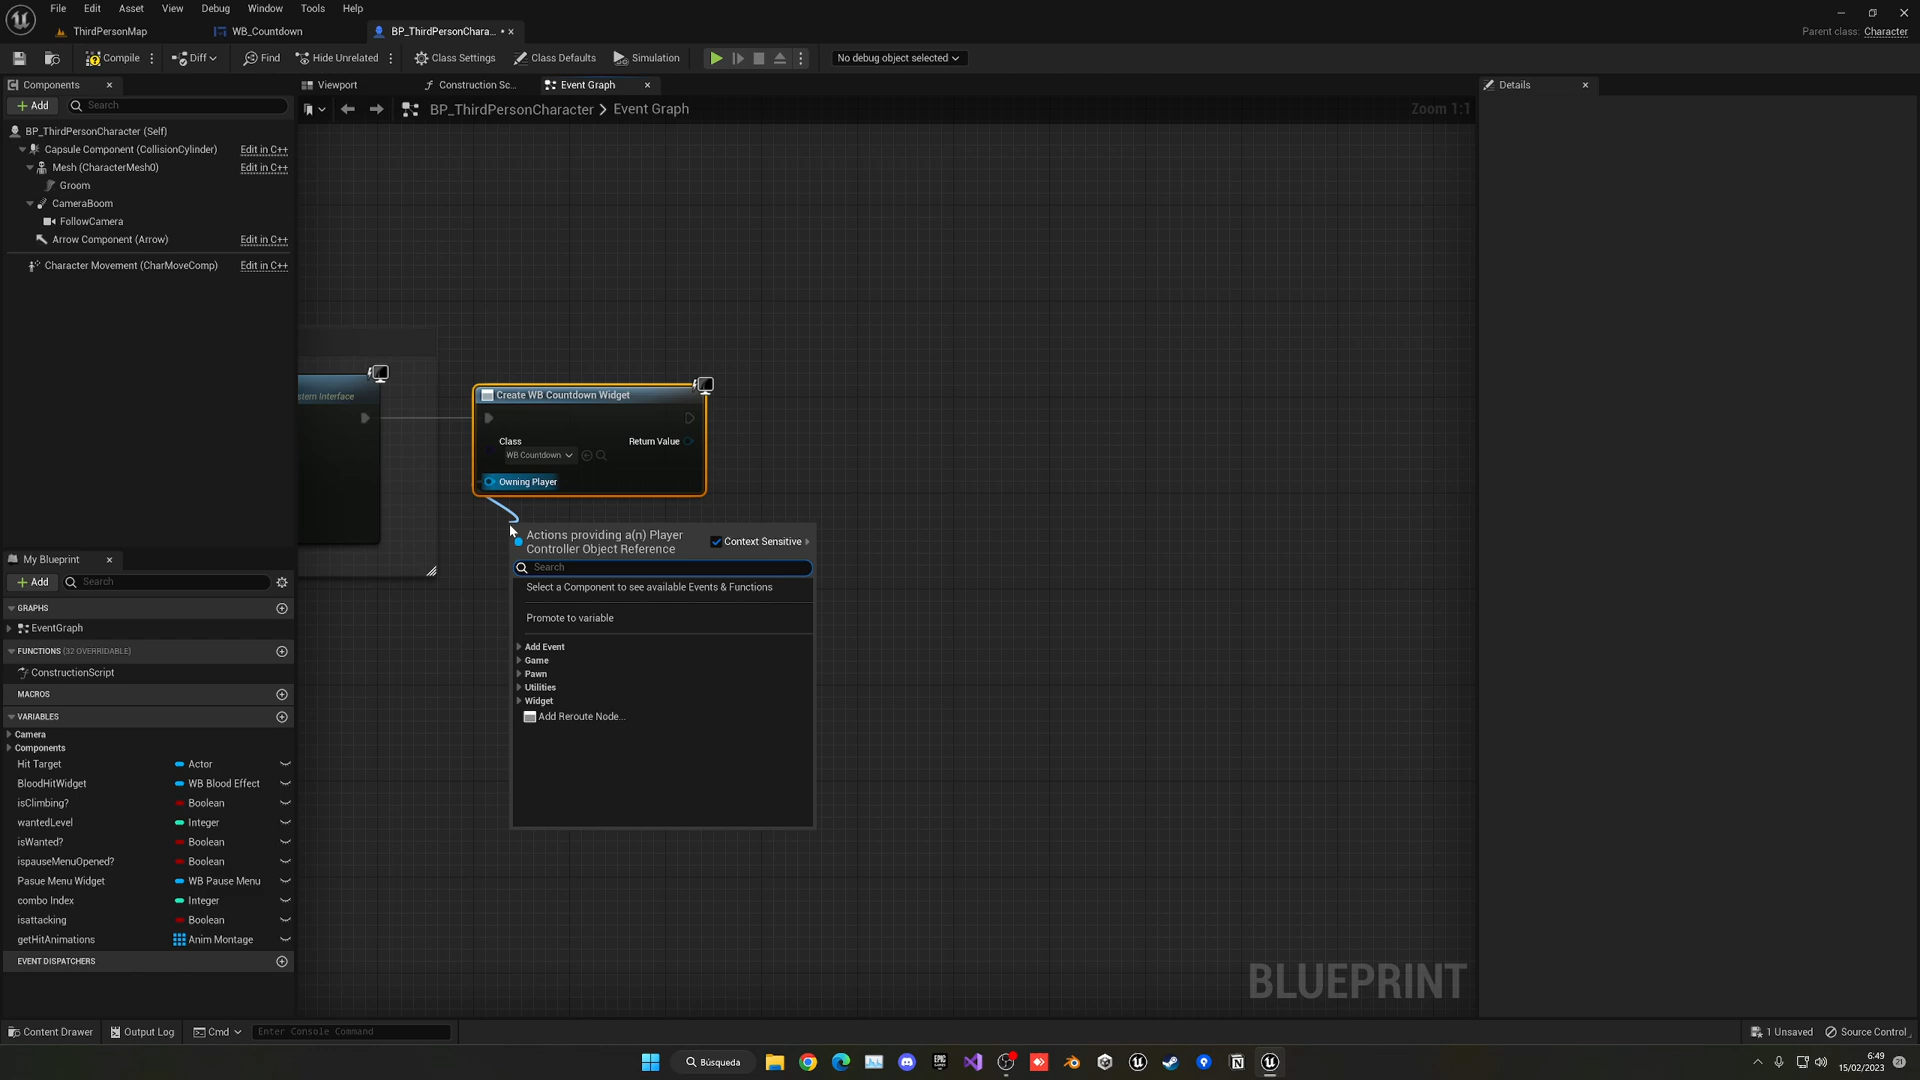 File Edit Asset View Debug Window Tools Help
ThirdPersonMap
WB_Countdown
BP_ThirdPersonChara... •
Parent class: Character
Compile
Diff
Find
Hide Unrelated
Class Settings
Class Defaults
Simulation
No debug object selected
Components
Viewport
Construction Sc...
Event Graph
Details
Add
Search
BP_ThirdPersonCharacter > Event Graph
Zoom 1:1
BP_ThirdPersonCharacter (Self)
Capsule Component (CollisionCylinder) Edit in C++
Mesh (CharacterMesh0) Edit in C++
Groom
CameraBoom
FollowCamera
Arrow Component (Arrow) Edit in C++
Character Movement (CharMoveComp) Edit in C++
stem Interface
Create WB Countdown Widget
Class
Return Value
WB Countdown
Owning Player
Actions providing a(n) Player
Controller Object Reference
Context Sensitive
Search
Select a Component to see available Events & Functions
Promote to variable
Add Event
Game
Pawn
Utilities
Widget
Add Reroute Node...
My Blueprint
Add
Search
GRAPHS
EventGraph
FUNCTIONS (32 OVERRIDABLE)
ConstructionScript
MACROS
VARIABLES
Camera
Components
Hit Target Actor
BloodHitWidget WB Blood Effect
isClimbing? Boolean
wantedLevel Integer
isWanted? Boolean
ispauseMenuOpened? Boolean
Pasue Menu Widget WB Pause Menu
combo Index Integer
isattacking Boolean
getHitAnimations Anim Montage
EVENT DISPATCHERS
BLUEPRINT
Content Drawer
Output Log
Cmd
Enter Console Command
1 Unsaved
Source Control
Búsqueda
EPIC GAMES
6:49
15/02/2023
21